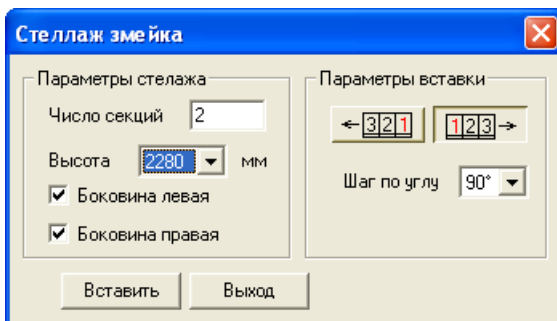 Стеллаж змейка
Параметры стелажа
Число секций 2
Высота 2280 мм
Боковина левая
Боковина правая
Параметры вставки
←321 123→
Шаг по углу 90°
Вставить Выход